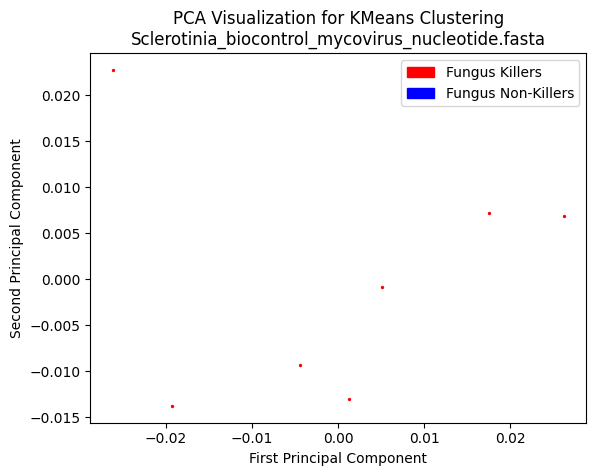 PCA Visualization for KMeans Clustering
Sclerotinia_biocontrol_mycovirus_nucleotide.fasta
Fungus Killers
Fungus Non-Killers
Second Principal Component
0.020
0.015
0.010
0.005
0.000
−0.005
−0.010
−0.015
−0.02
−0.01
0.00
0.01
0.02
First Principal Component